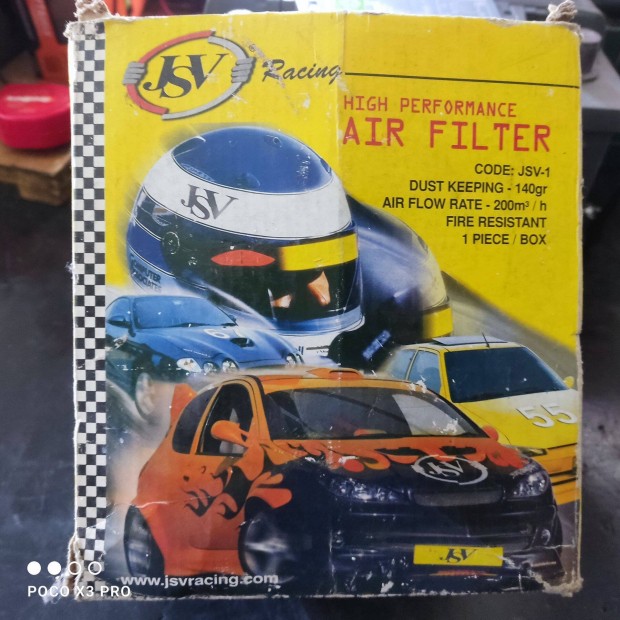 JSV Racing
HIGH PERFORMANCE
AIR FILTER
CODE: JSV-1
DUST KEEPING - 140gr
AIR FLOW RATE - 200m³ / h
FIRE RESISTANT
1 PIECE / BOX
JSV
55
JSV
JSV
www.jsvracing.com
POCO X3 PRO